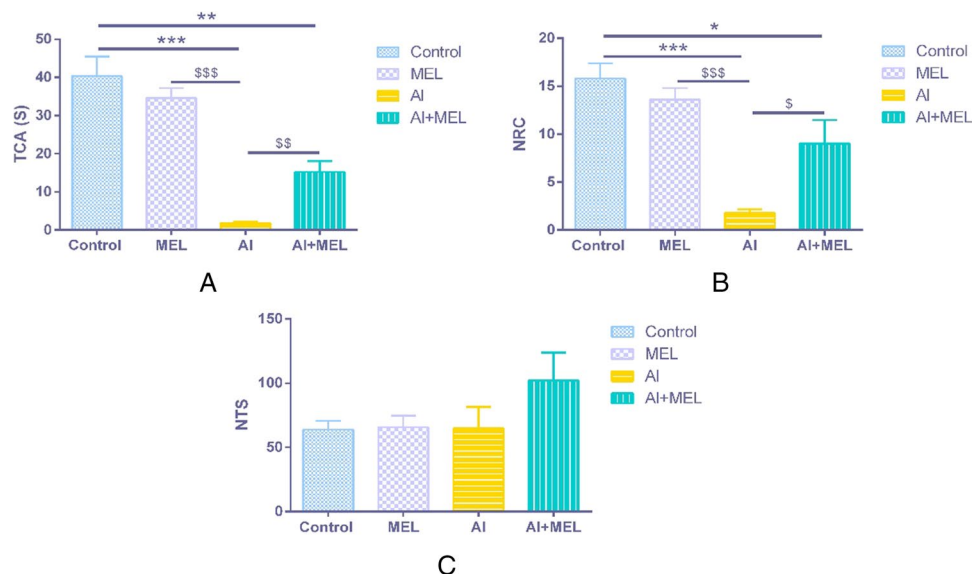 **
***
$$$
$$
TCA (S)
50
40
30
20
10
0
Control
MEL
Al
Al+MEL
Control
MEL
Al
Al+MEL
A
*
***
$$$
$
NRC
20
15
10
5
0
Control
MEL
Al
Al+MEL
Control
MEL
Al
Al+MEL
B
NTS
150
100
50
0
Control
MEL
Al
Al+MEL
Control
MEL
Al
Al+MEL
C